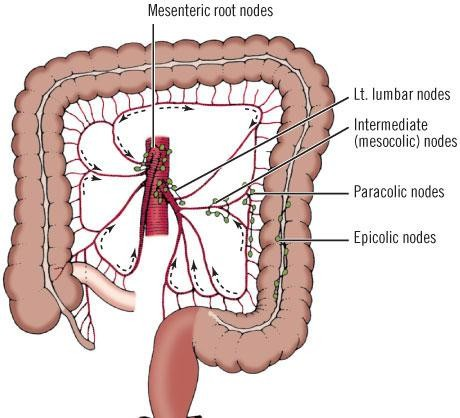 Mesenteric root nodes
Lt. lumbar nodes
Intermediate
(mesocolic) nodes
Paracolic nodes
Epicolic nodes